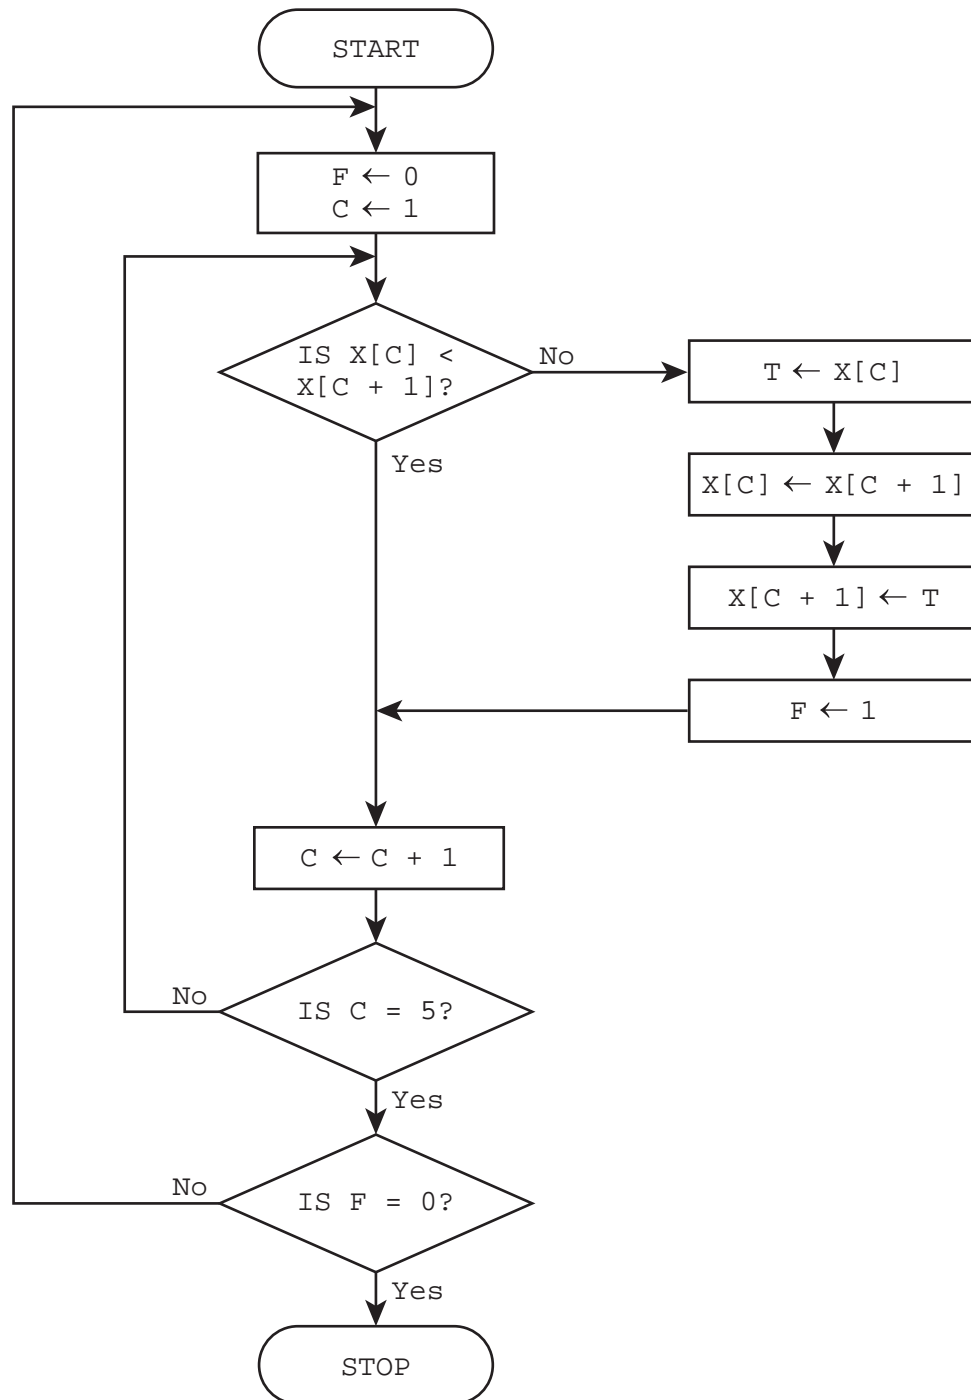 START
F ← 0
C ← 1
IS X[C] <
X[C + 1]?
No
T ← X[C]
Yes
X[C] ← X[C + 1]
X[C + 1] ← T
F ← 1
C ← C + 1
No
IS C = 5?
Yes
No
IS F = 0?
Yes
STOP